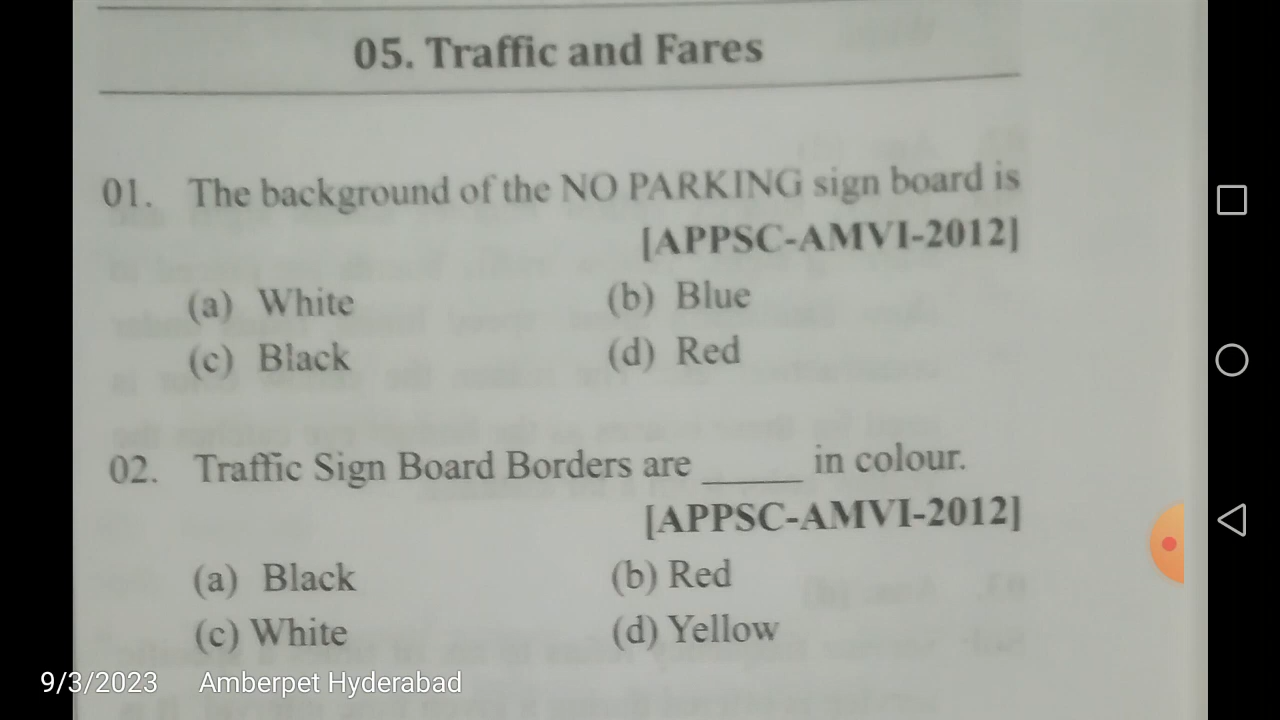 05. Traffic and Fares
01. The background of the NO PARKING sign board is
[APPSC-AMVI-2012]
(a) White (b) Blue
(c) Black (d) Red
02. Traffic Sign Board Borders are _____ in colour.
[APPSC-AMVI-2012]
(a) Black (b) Red
(c) White (d) Yellow
9/3/2023 Amberpet Hyderabad